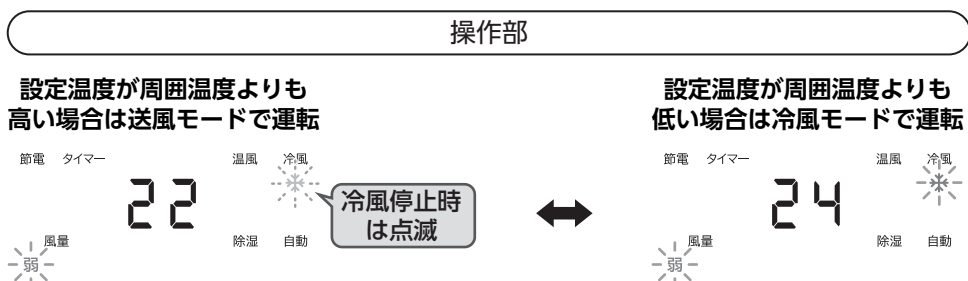 操作部
設定温度が周囲温度よりも
高い場合は送風モードで運転
節電 タイマー 温風 冷風
22
冷風停止時
は点滅
風量 除湿 自動
弱
設定温度が周囲温度よりも
低い場合は冷風モードで運転
節電 タイマー 温風 冷風
24
風量 除湿 自動
弱